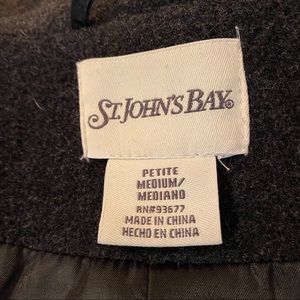 ST. JOHN'S BAY®
PETITE
MEDIUM/
MEDIANO
RN#93677
MADE IN CHINA
HECHO EN CHINA